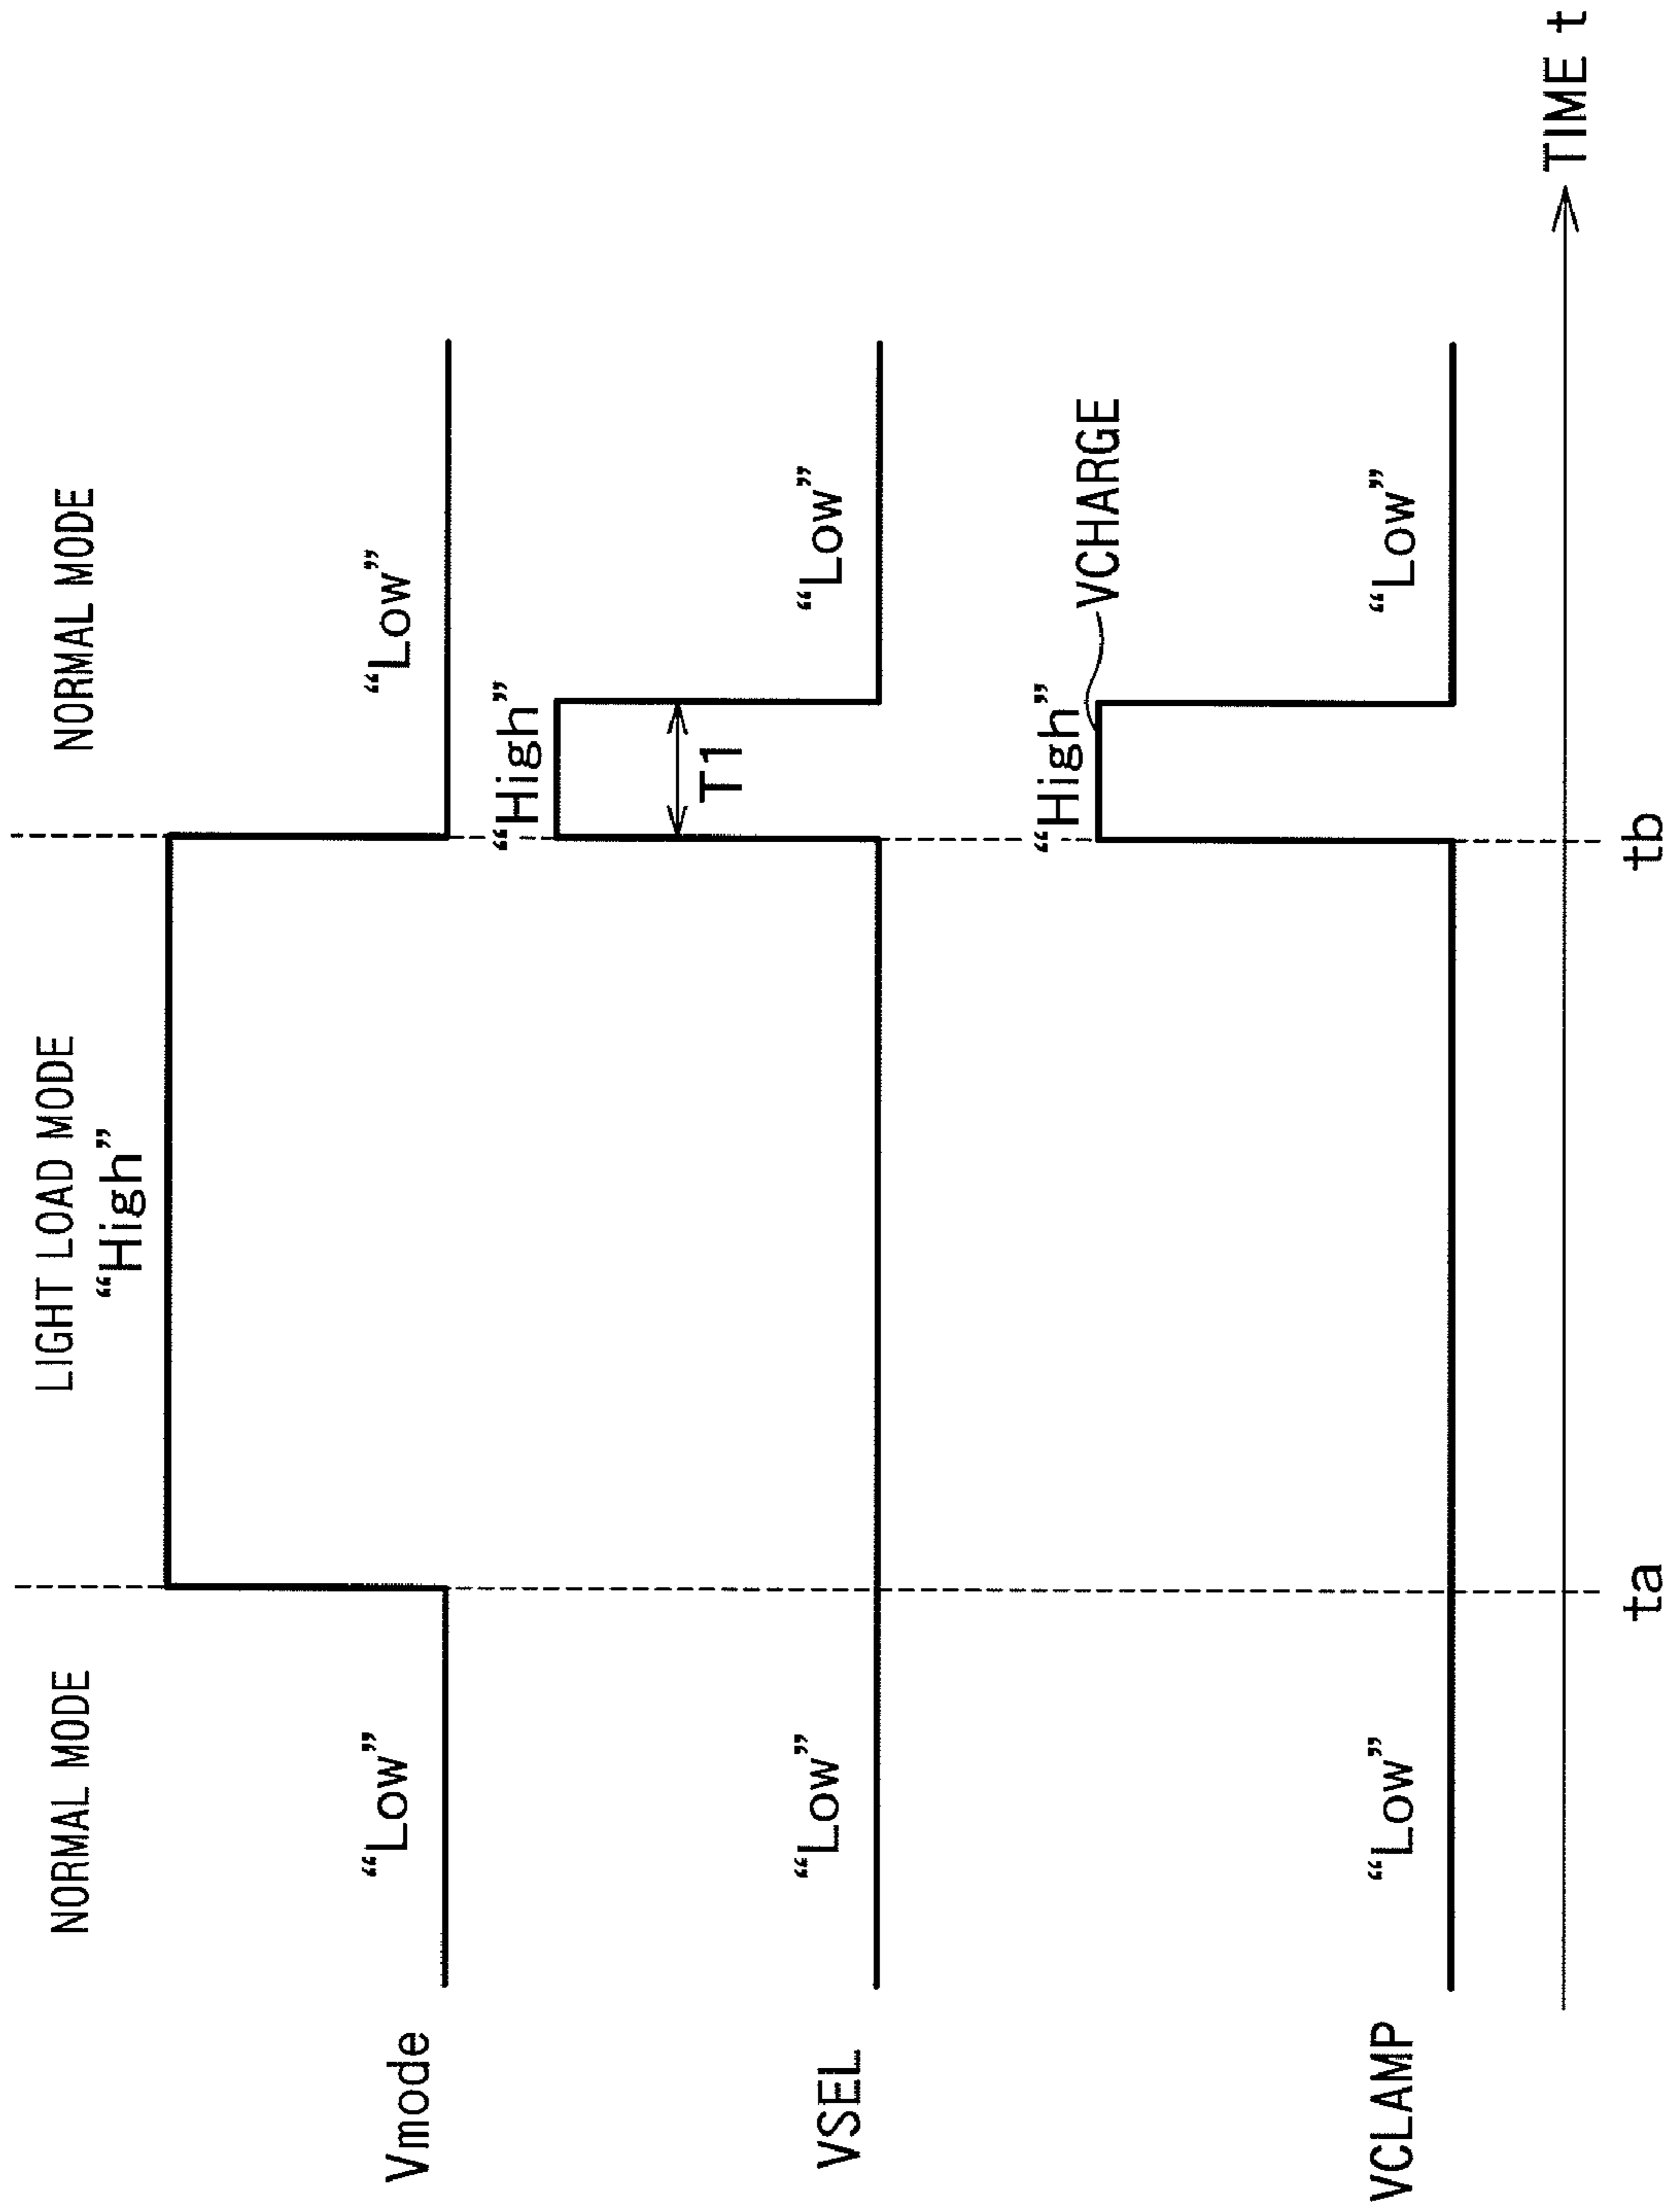 NORMAL MODE
LIGHT LOAD MODE
NORMAL MODE
“High”
Vmode
“Low”
“Low”
“High”
T1
VSEL
“Low”
“Low”
“High”
VCHARGE
VCLAMP
“Low”
“Low”
TIME t
ta
tb